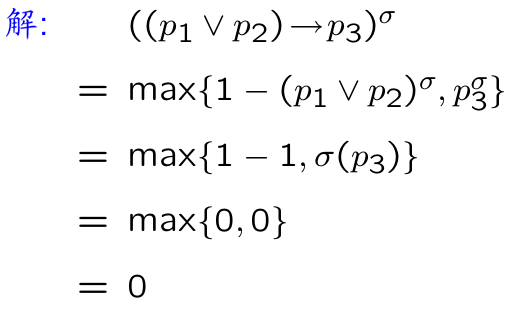 解: ((p₁ ∨ p₂)→p₃)^σ
= max{1 − (p₁ ∨ p₂)^σ, p₃^σ}
= max{1 − 1, σ(p₃)}
= max{0, 0}
= 0